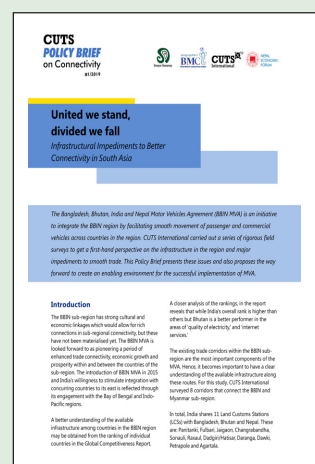 CUTS
POLICY BRIEF
on Connectivity
#1/2019
BMCI
CUTS
International
NEPAL
ECONOMIC
FORUM
United we stand,
divided we fall
Infrastructural Impediments to Better
Connectivity in South Asia
The Bangladesh, Bhutan, India and Nepal Motor Vehicles Agreement (BBIN MVA) is an initiative
to integrate the BBIN region by facilitating smooth movement of passenger and commercial
vehicles across countries in the region. CUTS International carried out a series of rigorous field
surveys to get a first-hand perspective on the infrastructure in the region and major
impediments to smooth trade. This Policy Brief presents these issues and also proposes the way
forward to create an enabling environment for the successful implementation of MVA.
Introduction
The BBIN sub-region has strong cultural and
economic linkages which would allow for rich
connections in sub-regional connectivity, but these
have not been materialised yet. The BBIN MVA is
looked forward to as pioneering a period of
enhanced trade connectivity, economic growth and
prosperity within and between the countries of the
sub-region. The introduction of BBIN MVA in 2015
and India's willingness to stimulate integration with
concurring countries to its east is reflected through
its engagement with the Bay of Bengal and Indo-
Pacific regions.
A better understanding of the available
infrastructure among countries in the BBIN region
may be obtained from the ranking of individual
countries in the Global Competitiveness Report.
A closer analysis of the rankings, in the report
reveals that while India's overall rank is higher than
others but Bhutan is a better performer in the
areas of 'quality of electricity', and 'internet
services.'
The existing trade corridors within the BBIN sub-
region are the most important components of the
MVA. Hence, it becomes important to have a clear
understanding of the available infrastructure along
these routes. For this study, CUTS International
surveyed 8 corridors that connect the BBIN and
Myanmar sub-region.
In total, India shares 11 Land Customs Stations
(LCSs) with Bangladesh, Bhutan and Nepal. These
are: Panitanki, Fulbari, Jaigaon, Changrabandha,
Sonauli, Raxaul, Dadgiri/Hatisar, Daranga, Dawki,
Petrapole and Agartala.